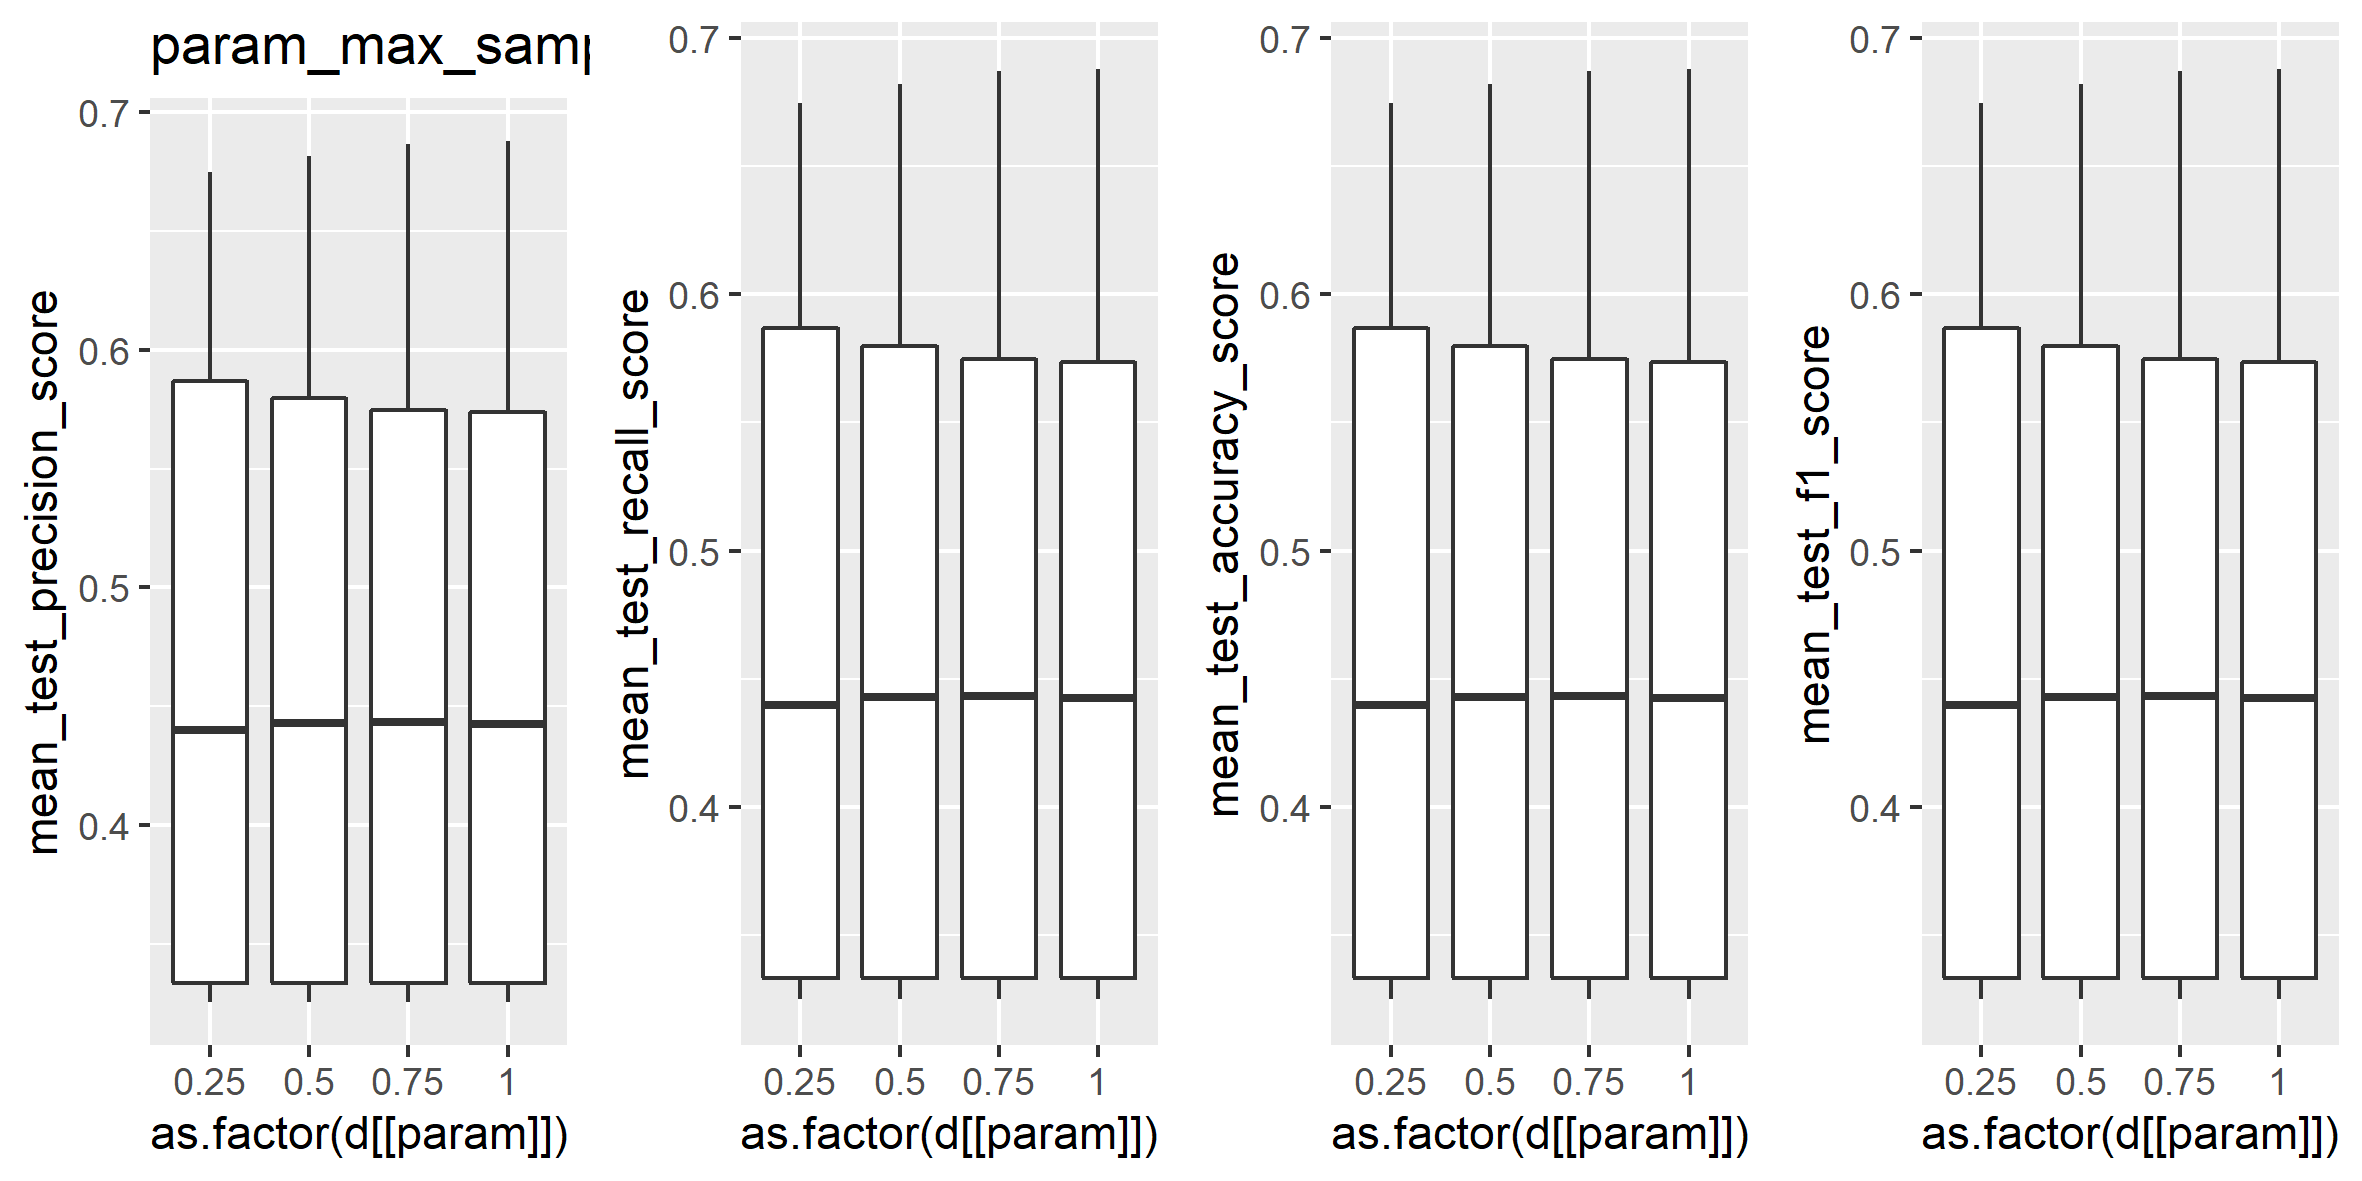 param_max_samp
mean_test_precision_score
0.7
0.6
0.5
0.4
0.25 0.5 0.75 1
as.factor(d[[param]])
mean_test_recall_score
0.7
0.6
0.5
0.4
0.25 0.5 0.75 1
as.factor(d[[param]])
mean_test_accuracy_score
0.7
0.6
0.5
0.4
0.25 0.5 0.75 1
as.factor(d[[param]])
mean_test_f1_score
0.7
0.6
0.5
0.4
0.25 0.5 0.75 1
as.factor(d[[param]])